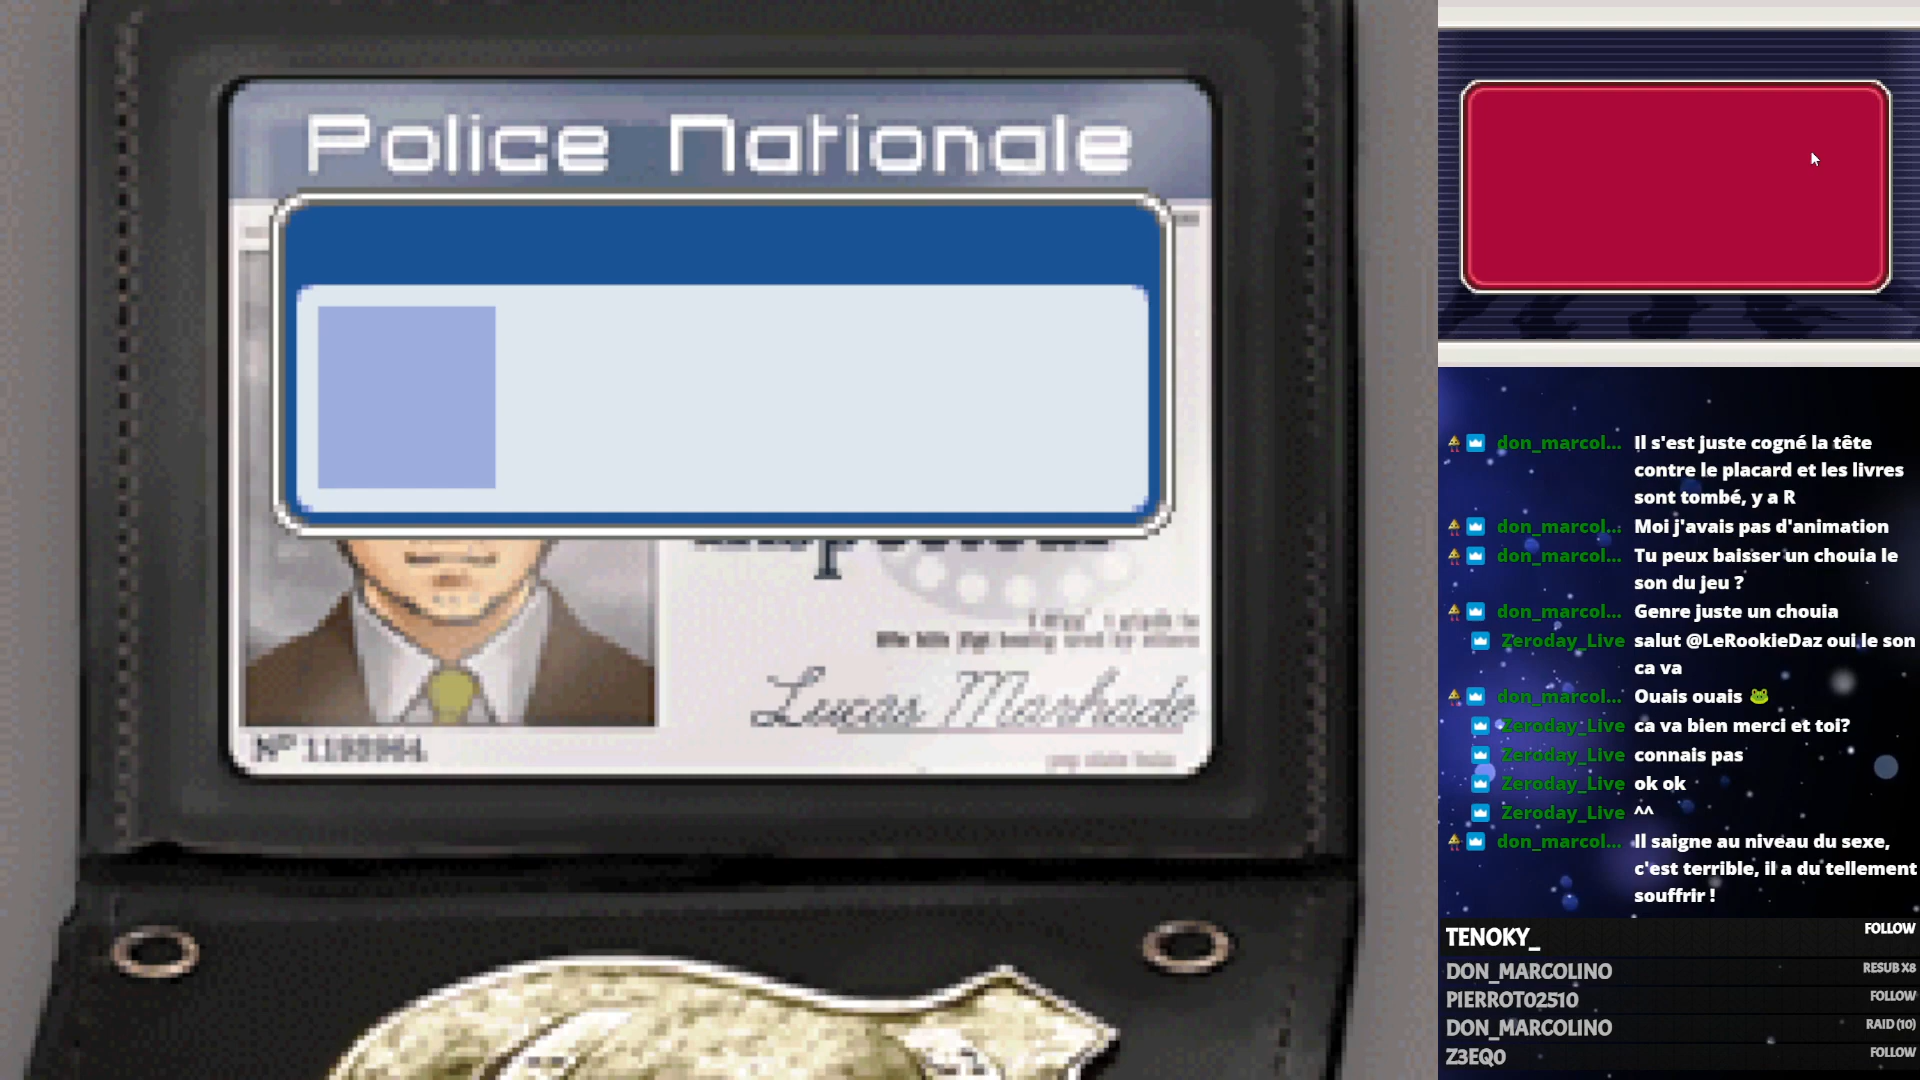 Police Nationale
Lucas Marhado
N° 1193964
don_marcol... Il s'est juste cogné la tête
contre le placard et les livres
sont tombé, y a R
don_marcol... Moi j'avais pas d'animation
don_marcol... Tu peux baisser un chouia le
son du jeu ?
don_marcol... Genre juste un chouia
Zeroday_Live salut @LeRookieDaz oui le son
ca va
don_marcol... Ouais ouais 🐸
Zeroday_Live ca va bien merci et toi?
Zeroday_Live connais pas
Zeroday_Live ok ok
Zeroday_Live ^^
don_marcol... Il saigne au niveau du sexe,
c'est terrible, il a du tellement
souffrir !
TENOKY_ FOLLOW
DON_MARCOLINO RESUB X8
PIERROT02510 FOLLOW
DON_MARCOLINO RAID (10)
Z3EQ0 FOLLOW